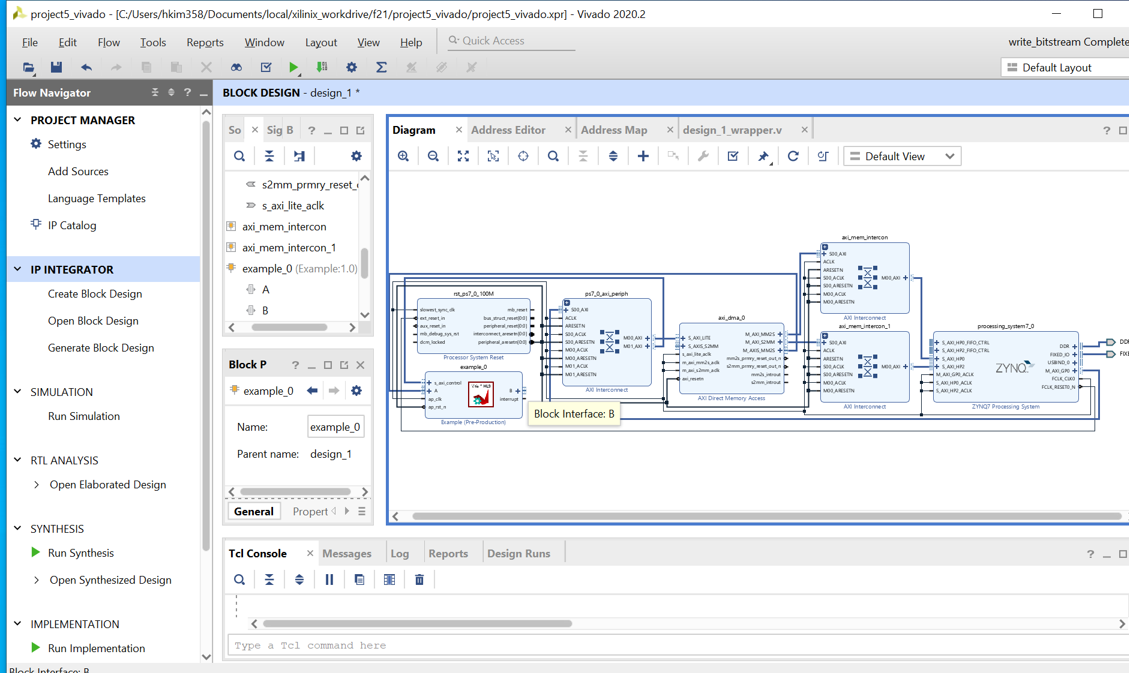 project5_vivado - [C:/Users/hkim358/Documents/local/xilinix_workdrive/f21/project5_vivado/project5_vivado.xpr] - Vivado 2020.2
File Edit Flow Tools Reports Window Layout View Help
Quick Access
write_bitstream Complete
Default Layout
Flow Navigator
PROJECT MANAGER
Settings
Add Sources
Language Templates
IP Catalog
IP INTEGRATOR
Create Block Design
Open Block Design
Generate Block Design
SIMULATION
Run Simulation
RTL ANALYSIS
Open Elaborated Design
SYNTHESIS
Run Synthesis
Open Synthesized Design
IMPLEMENTATION
Run Implementation
Block Interface: B
BLOCK DESIGN - design_1 *
So Sig B
s2mm_prmry_reset_
s_axi_lite_aclk
axi_mem_intercon
axi_mem_intercon_1
example_0 (Example:1.0)
A
B
Block P
example_0
Name: example_0
Parent name: design_1
General Propert
Diagram Address Editor Address Map design_1_wrapper.v
Default View
rst_ps7_0_100M
slowest_sync_clk
ext_reset_in
aux_reset_in
mb_debug_sys_rst
dcm_locked
mb_reset
bus_struct_reset[0:0]
peripheral_reset[0:0]
interconnect_aresetn[0:0]
peripheral_aresetn[0:0]
Processor System Reset
example_0
s_axi_control
A
ap_clk
ap_rst_n
B
interrupt
Example (Pre-Production)
Block Interface: B
ps7_0_axi_periph
S00_AXI
ACLK
ARESETN
S00_ACLK
S00_ARESETN
M00_ACLK
M00_ARESETN
M01_ACLK
M01_ARESETN
M00_AXI
M01_AXI
AXI Interconnect
axi_dma_0
S_AXI_LITE
S_AXIS_S2MM
s_axi_lite_aclk
m_axi_mm2s_aclk
m_axi_s2mm_aclk
axi_resetn
M_AXI_MM2S
M_AXI_S2MM
M_AXIS_MM2S
mm2s_prmry_reset_out_n
s2mm_prmry_reset_out_n
mm2s_introut
s2mm_introut
AXI Direct Memory Access
axi_mem_intercon
S00_AXI
ACLK
ARESETN
S00_ACLK
S00_ARESETN
M00_ACLK
M00_ARESETN
M00_AXI
AXI Interconnect
axi_mem_intercon_1
S00_AXI
ACLK
ARESETN
S00_ACLK
S00_ARESETN
M00_ACLK
M00_ARESETN
M00_AXI
AXI Interconnect
processing_system7_0
S_AXI_HP0_FIFO_CTRL
S_AXI_HP2_FIFO_CTRL
S_AXI_HP0
S_AXI_HP2
M_AXI_GP0_ACLK
S_AXI_HP0_ACLK
S_AXI_HP2_ACLK
ZYNQ
DDR
FIXED_IO
USBIND_0
M_AXI_GP0
FCLK_CLK0
FCLK_RESET0_N
ZYNQ7 Processing System
Tcl Console Messages Log Reports Design Runs
Type a Tcl command here